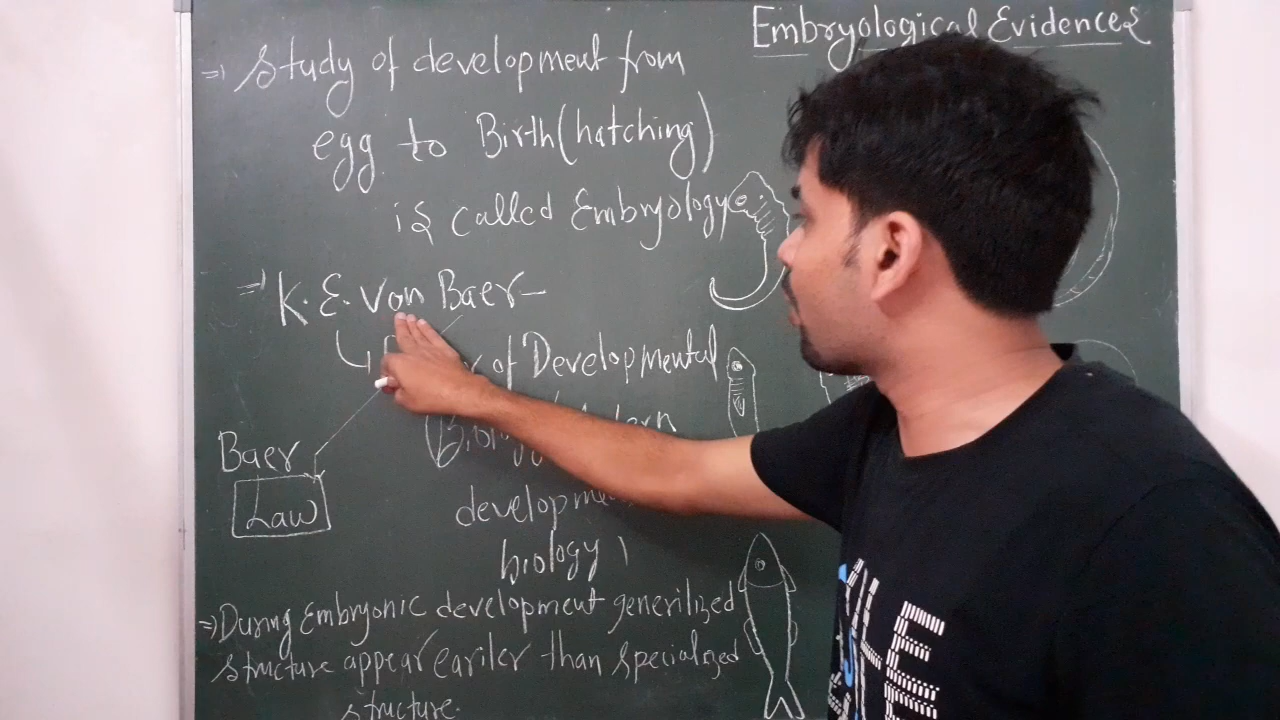 Embryological Evidences
=> Study of development from
egg to Birth (hatching)
is called Embryology
=> K. E. von Baer -
of Developmental
Baer
Law
development
biology )
=> During Embryonic development generilized
structure appear eariler than specialized
structure.